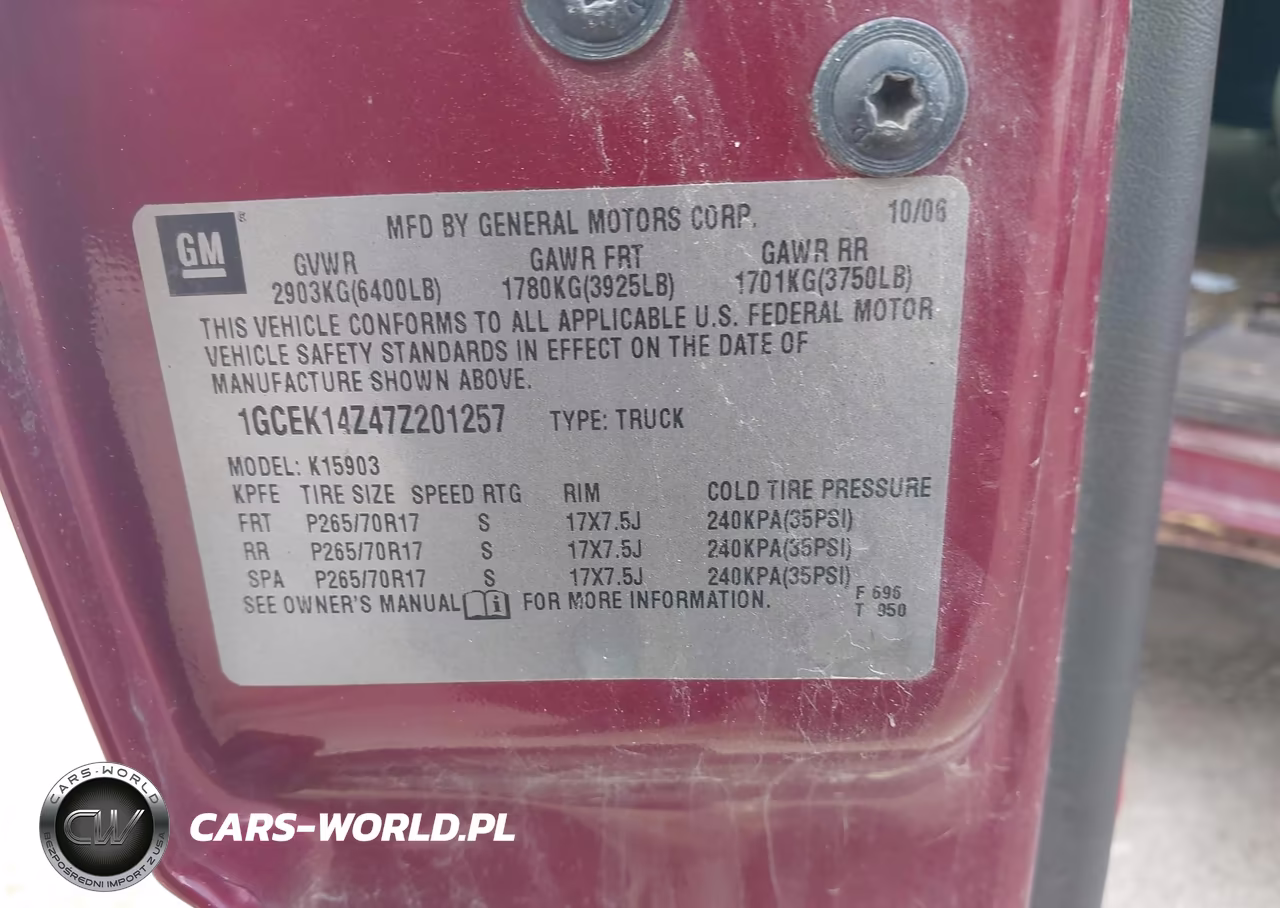 GM
MFD BY GENERAL MOTORS CORP.
10/06
GVWR GAWR FRT GAWR RR
2903KG(6400LB) 1780KG(3925LB) 1701KG(3750LB)
THIS VEHICLE CONFORMS TO ALL APPLICABLE U.S. FEDERAL MOTOR
VEHICLE SAFETY STANDARDS IN EFFECT ON THE DATE OF
MANUFACTURE SHOWN ABOVE.
1GCEK14Z47Z201257 TYPE: TRUCK
MODEL: K15903
KPFE TIRE SIZE SPEED RTG RIM COLD TIRE PRESSURE
FRT P265/70R17 S 17X7.5J 240KPA(35PSI)
RR P265/70R17 S 17X7.5J 240KPA(35PSI)
SPA P265/70R17 S 17X7.5J 240KPA(35PSI)
SEE OWNER'S MANUAL i FOR MORE INFORMATION.
F 696
T 950
CARS-WORLD
CW
BEZPOŚREDNI IMPORT Z USA
CARS-WORLD.PL